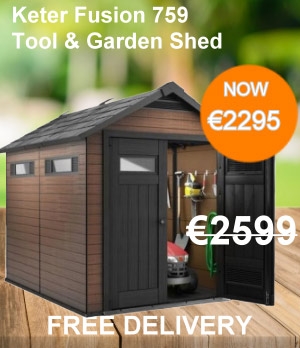 Keter Fusion 759
Tool & Garden Shed
NOW
€2295
€2599
FREE DELIVERY